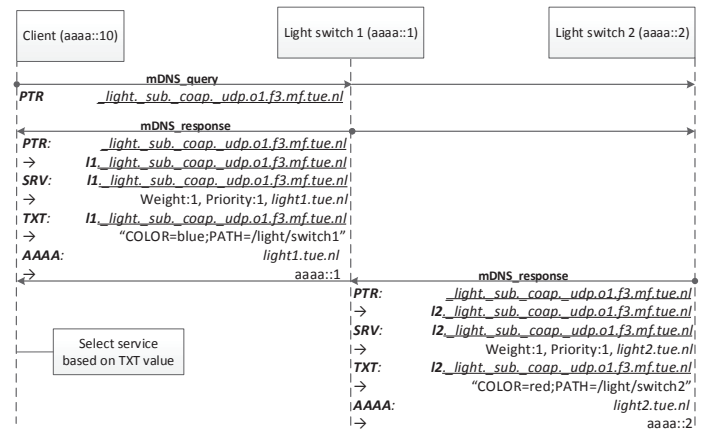 Client (aaaa::10)
Light switch 1 (aaaa::1)
Light switch 2 (aaaa::2)
mDNS_query
PTR _light._sub._coap._udp.o1.f3.mf.tue.nl
mDNS_response
PTR: _light._sub._coap._udp.o1.f3.mf.tue.nl
→ l1._light._sub._coap._udp.o1.f3.mf.tue.nl
SRV: l1._light._sub._coap._udp.o1.f3.mf.tue.nl
→ Weight:1, Priority:1, light1.tue.nl
TXT: l1._light._sub._coap._udp.o1.f3.mf.tue.nl
→ “COLOR=blue;PATH=/light/switch1”
AAAA: light1.tue.nl
→ aaaa::1
mDNS_response
PTR: _light._sub._coap._udp.o1.f3.mf.tue.nl
→ l2._light._sub._coap._udp.o1.f3.mf.tue.nl
SRV: l2._light._sub._coap._udp.o1.f3.mf.tue.nl
→ Weight:1, Priority:1, light2.tue.nl
TXT: l2._light._sub._coap._udp.o1.f3.mf.tue.nl
→ “COLOR=red;PATH=/light/switch2”
AAAA: light2.tue.nl
→ aaaa::2
Select service
based on TXT value